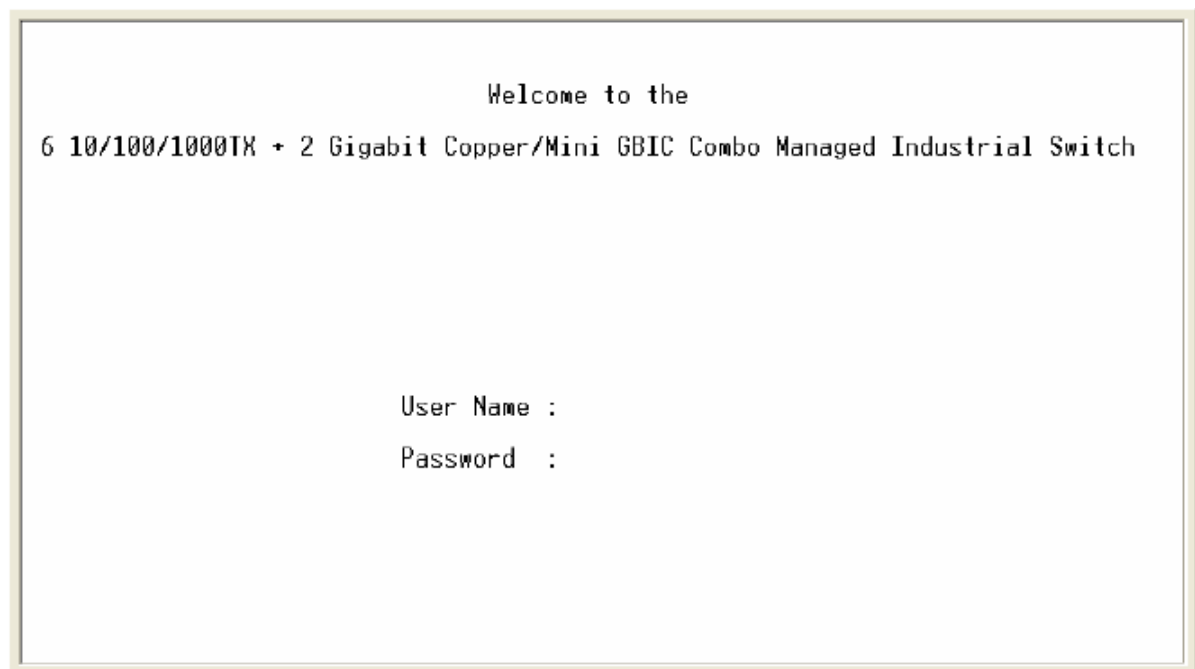 Welcome to the
6 10/100/1000TX + 2 Gigabit Copper/Mini GBIC Combo Managed Industrial Switch
User Name :
Password :